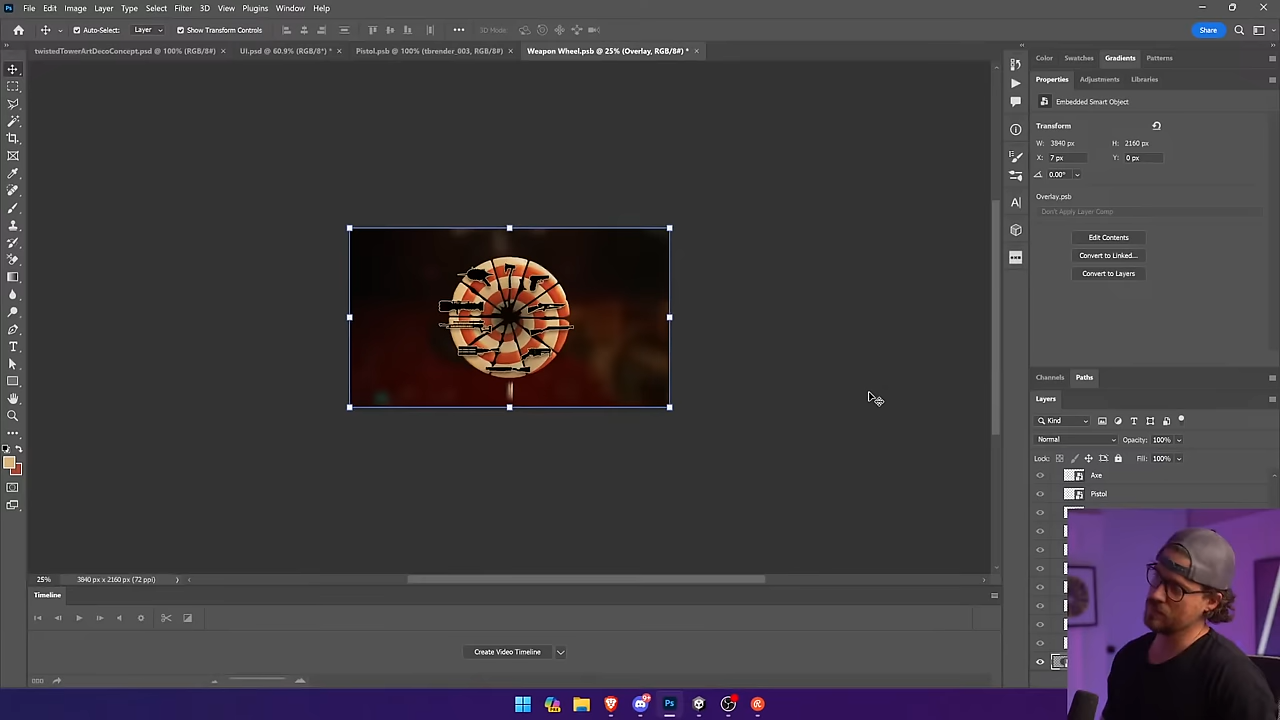 File Edit Image Layer Type Select Filter 3D View Plugins Window Help
Auto-Select: Layer Show Transform Controls 3D Mode: Share
twistedTowerArtDecoConcept.psd @ 100% (RGB/8#) × UI.psd @ 60.9% (RGB/8#) * × Pistol.psb @ 100% (tbrender_003, RGB/8#) × Weapon Wheel.psb @ 25% (Overlay, RGB/8#) * ×
Color Swatches Gradients Patterns
Properties Adjustments Libraries
Embedded Smart Object
Transform
W: 3840 px H: 2160 px
X: 7 px Y: 0 px
0.00°
Overlay.psb
Don't Apply Layer Comp
Edit Contents
Convert to Linked...
Convert to Layers
Channels Paths
Layers
Kind
Normal Opacity: 100%
Lock: Fill: 100%
Axe
Pistol
25% 3840 px x 2160 px (72 ppi)
Timeline
Create Video Timeline